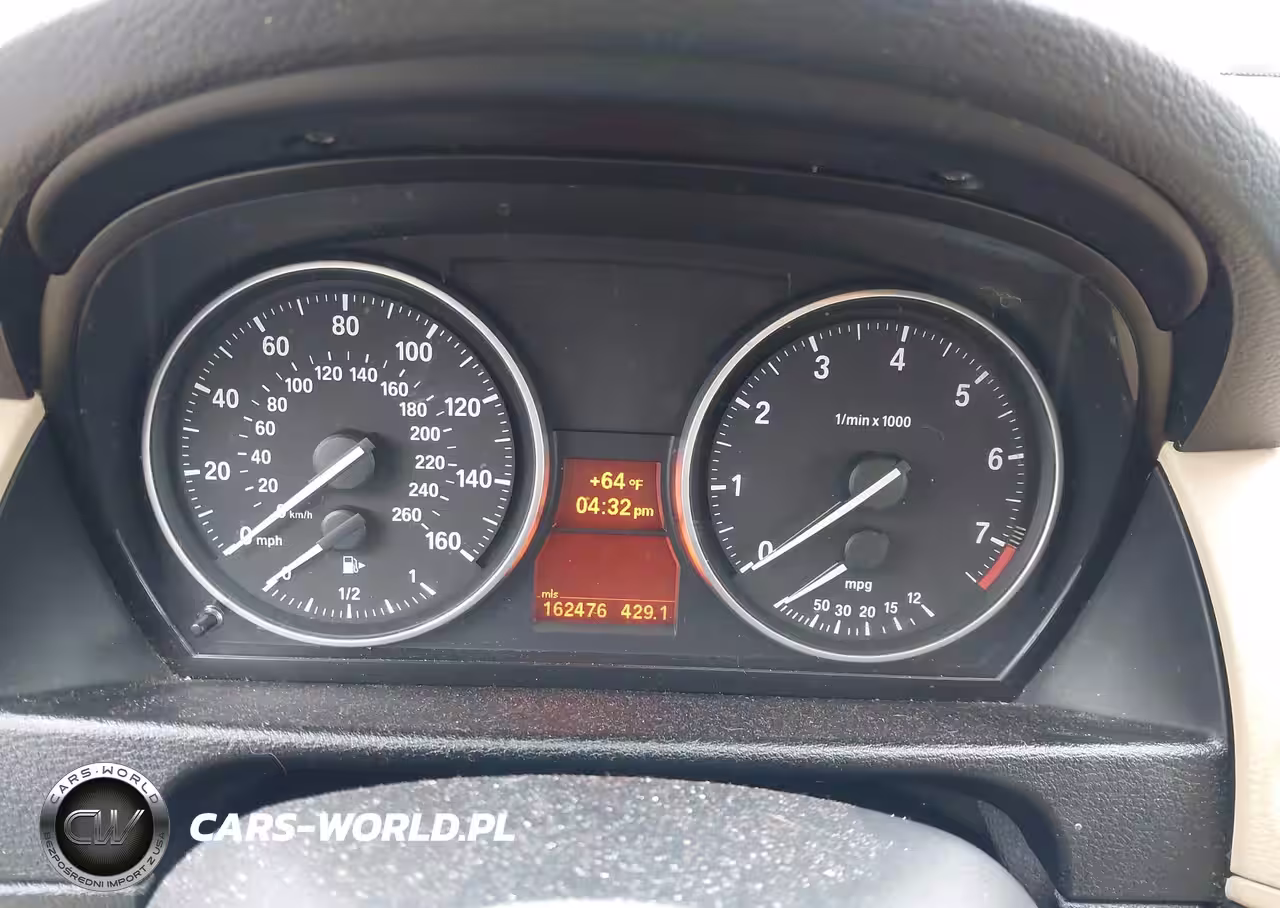 80
60
100
40
120
20
140
0 mph
160
120 140
100
160
80
180
60
200
40
220
20
240
0 km/h
260
0
1/2
1
+64 °F
04:32 pm
mls
162476 429.1
4
3
5
2
1/min x 1000
6
1
7
0
mpg
50 30 20 15 12
CARS-WORLD
CW
BEZPOŚREDNI IMPORT Z USA
CARS-WORLD.PL